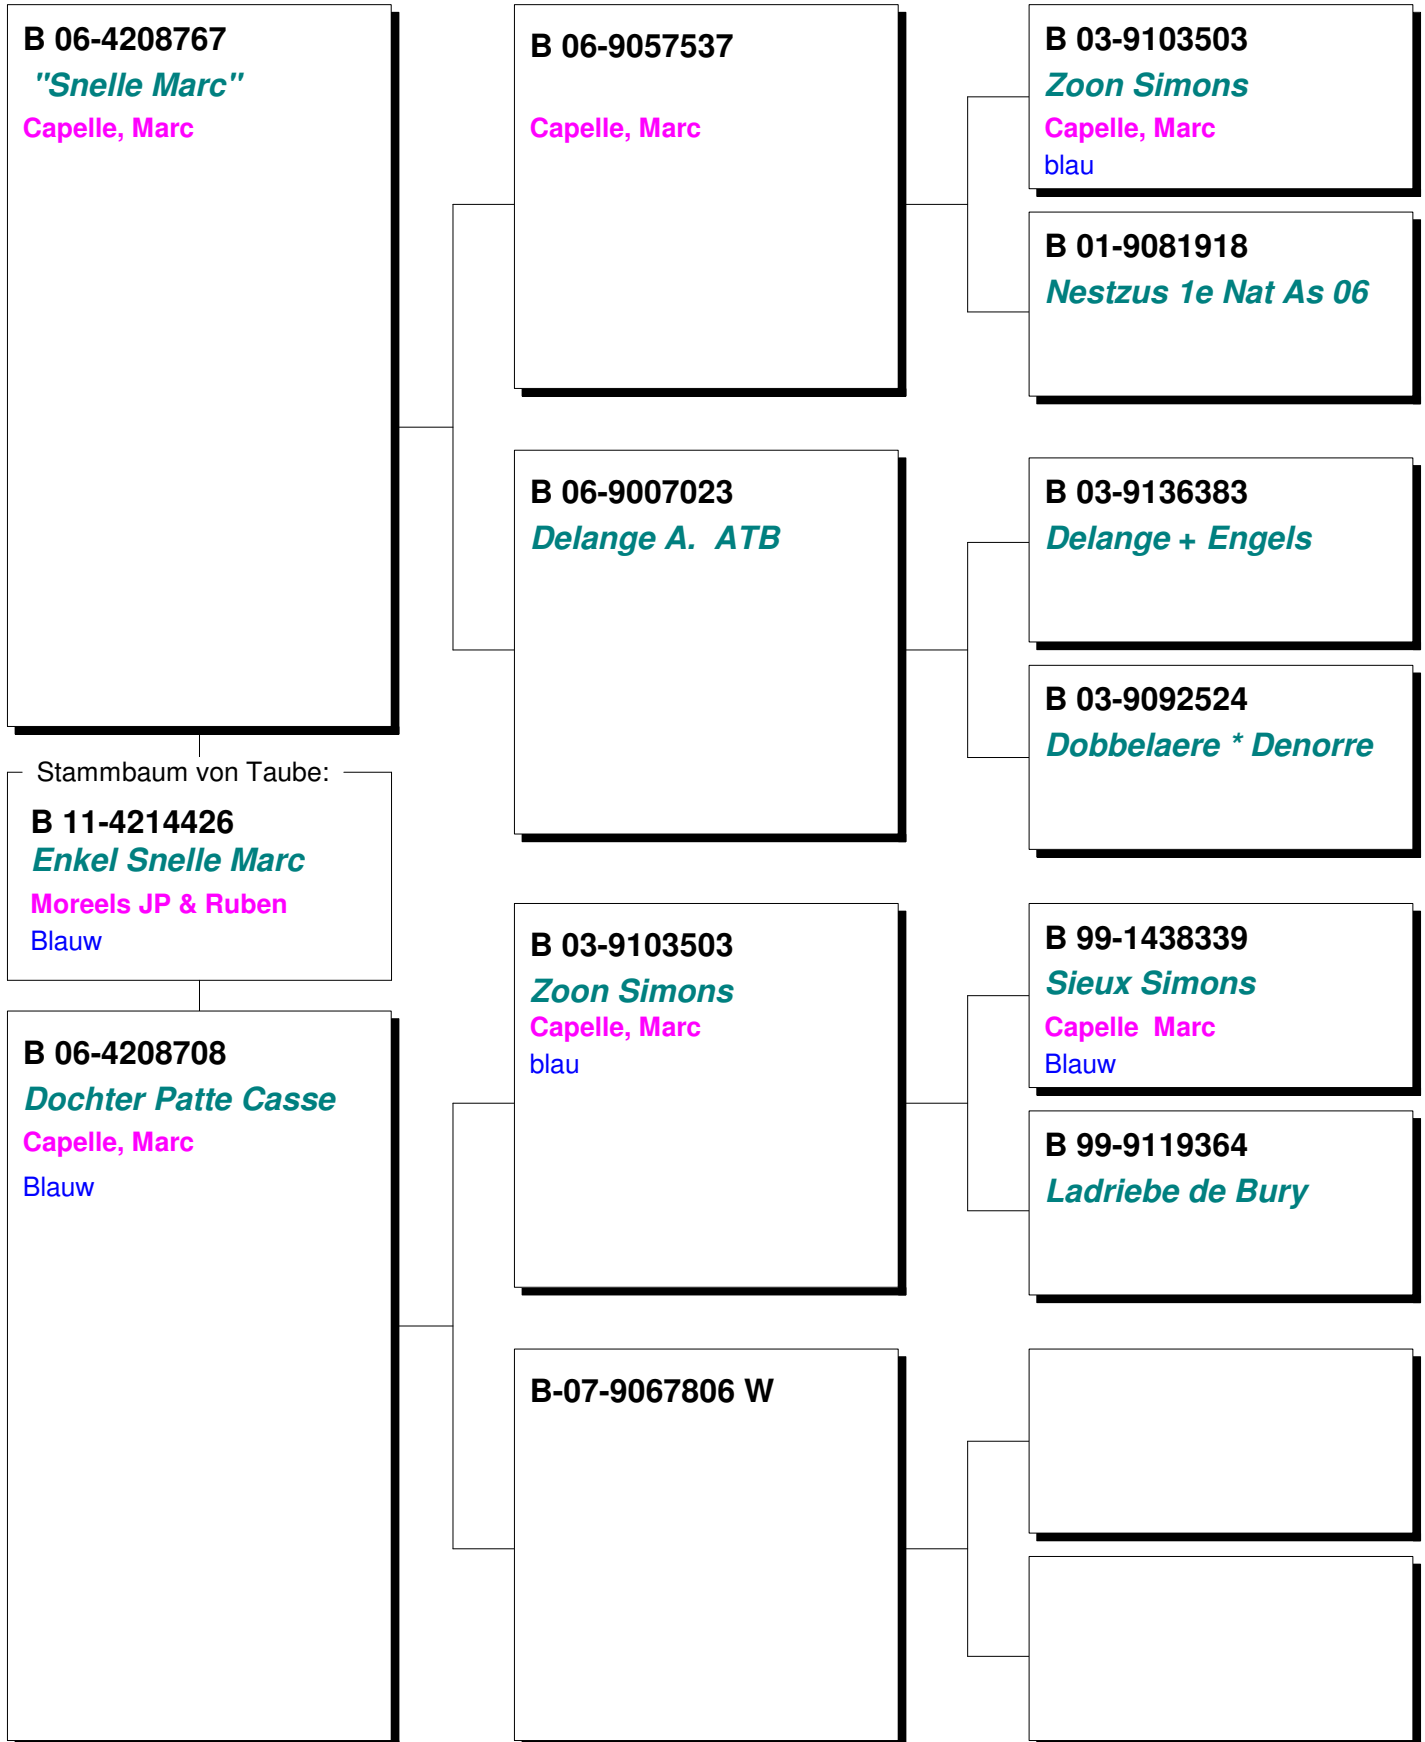 B 06-4208767
"Snelle Marc"
Capelle, Marc
Stammbaum von Taube:
B 11-4214426
Enkel Snelle Marc
Moreels JP & Ruben
Blauw
B 06-4208708
Dochter Patte Casse
Capelle, Marc
Blauw
B 06-9057537
Capelle, Marc
B 06-9007023
Delange A. ATB
B 03-9103503
Zoon Simons
Capelle, Marc
blau
B-07-9067806 W
B 03-9103503
Zoon Simons
Capelle, Marc
blau
B 01-9081918
Nestzus 1e Nat As 06
B 03-9136383
Delange + Engels
B 03-9092524
Dobbelaere * Denorre
B 99-1438339
Sieux Simons
Capelle Marc
Blauw
B 99-9119364
Ladriebe de Bury